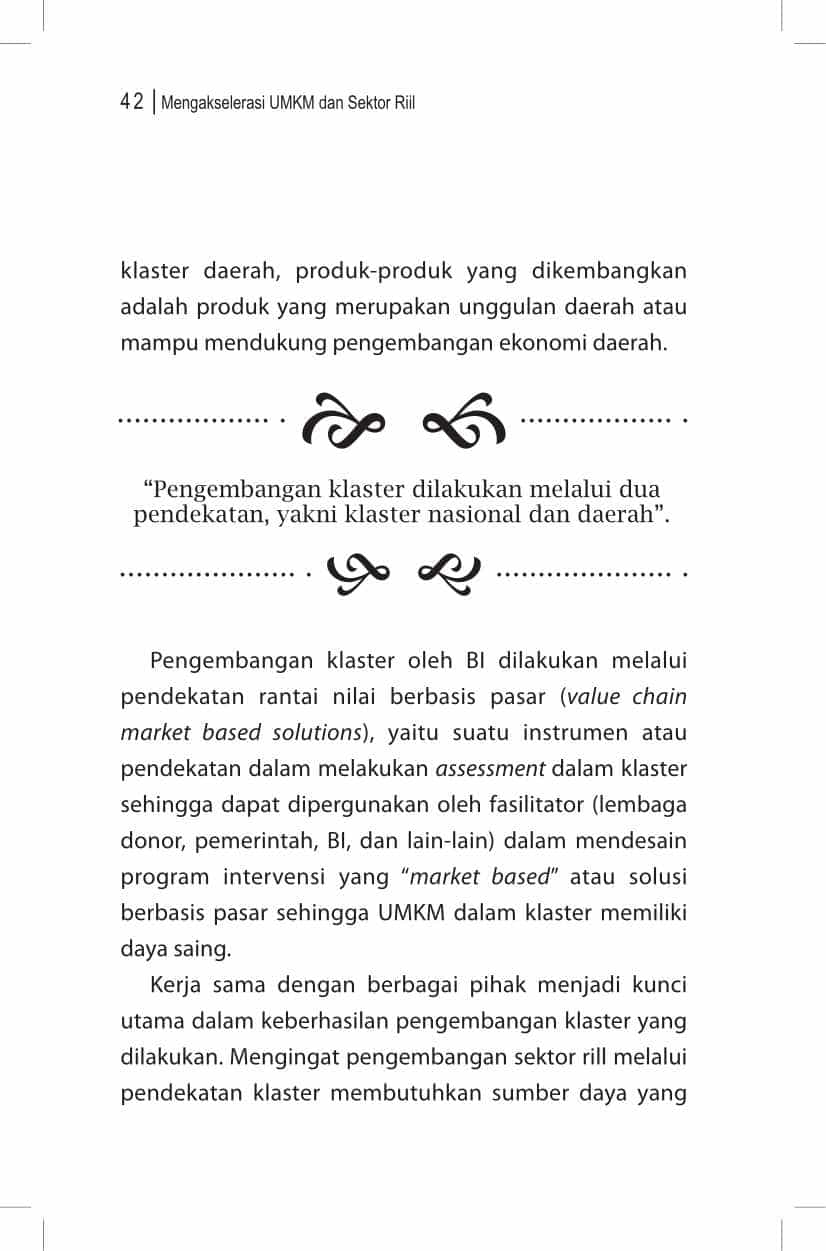 42 | Mengakselerasi UMKM dan Sektor Riil
klaster daerah, produk-produk yang dikembangkan
adalah produk yang merupakan unggulan daerah atau
mampu mendukung pengembangan ekonomi daerah.
“Pengembangan klaster dilakukan melalui dua
pendekatan, yakni klaster nasional dan daerah”.
Pengembangan klaster oleh BI dilakukan melalui
pendekatan rantai nilai berbasis pasar (value chain
market based solutions), yaitu suatu instrumen atau
pendekatan dalam melakukan assessment dalam klaster
sehingga dapat dipergunakan oleh fasilitator (lembaga
donor, pemerintah, BI, dan lain-lain) dalam mendesain
program intervensi yang “market based” atau solusi
berbasis pasar sehingga UMKM dalam klaster memiliki
daya saing.
Kerja sama dengan berbagai pihak menjadi kunci
utama dalam keberhasilan pengembangan klaster yang
dilakukan. Mengingat pengembangan sektor rill melalui
pendekatan klaster membutuhkan sumber daya yang